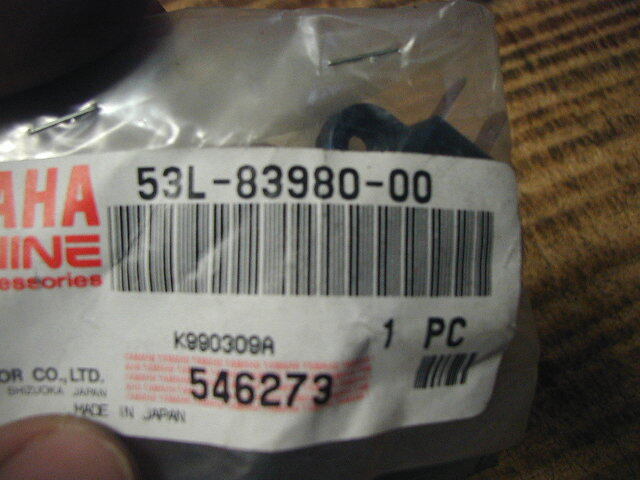 53L-83980-00
AHA
INE
essories
K990309A
1 PC
546273
OR CO.,LTD.
SHIZUOKA JAPAN
MADE IN JAPAN